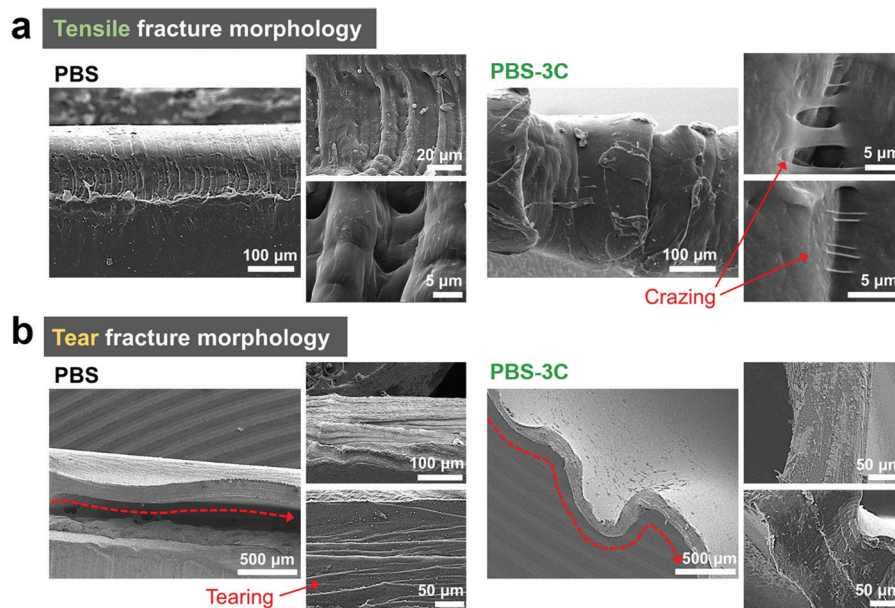 a Tensile fracture morphology
PBS
PBS-3C
100 μm
20 μm
5 μm
100 μm
5 μm
5 μm
Crazing
b Tear fracture morphology
PBS
PBS-3C
500 μm
100 μm
50 μm
Tearing
500 μm
50 μm
50 μm